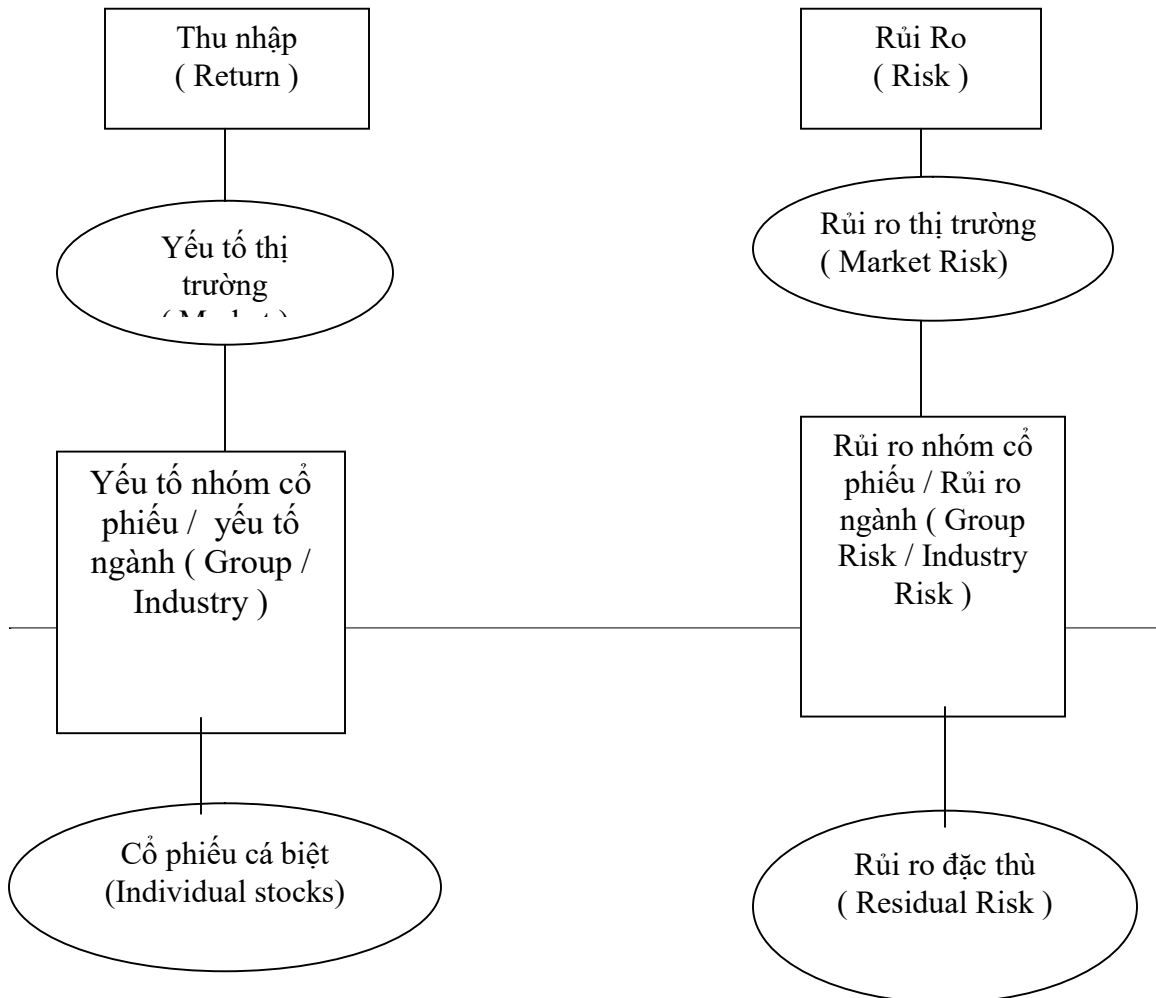 Thu nhập
( Return )
Rủi Ro
( Risk )
Yếu tố thị
trường
Rủi ro thị trường
( Market Risk)
Yếu tố nhóm cổ
phiếu / yếu tố
ngành ( Group /
Industry )
Rủi ro nhóm cổ
phiếu / Rủi ro
ngành ( Group
Risk / Industry
Risk )
Cổ phiếu cá biệt
(Individual stocks)
Rủi ro đặc thù
( Residual Risk )